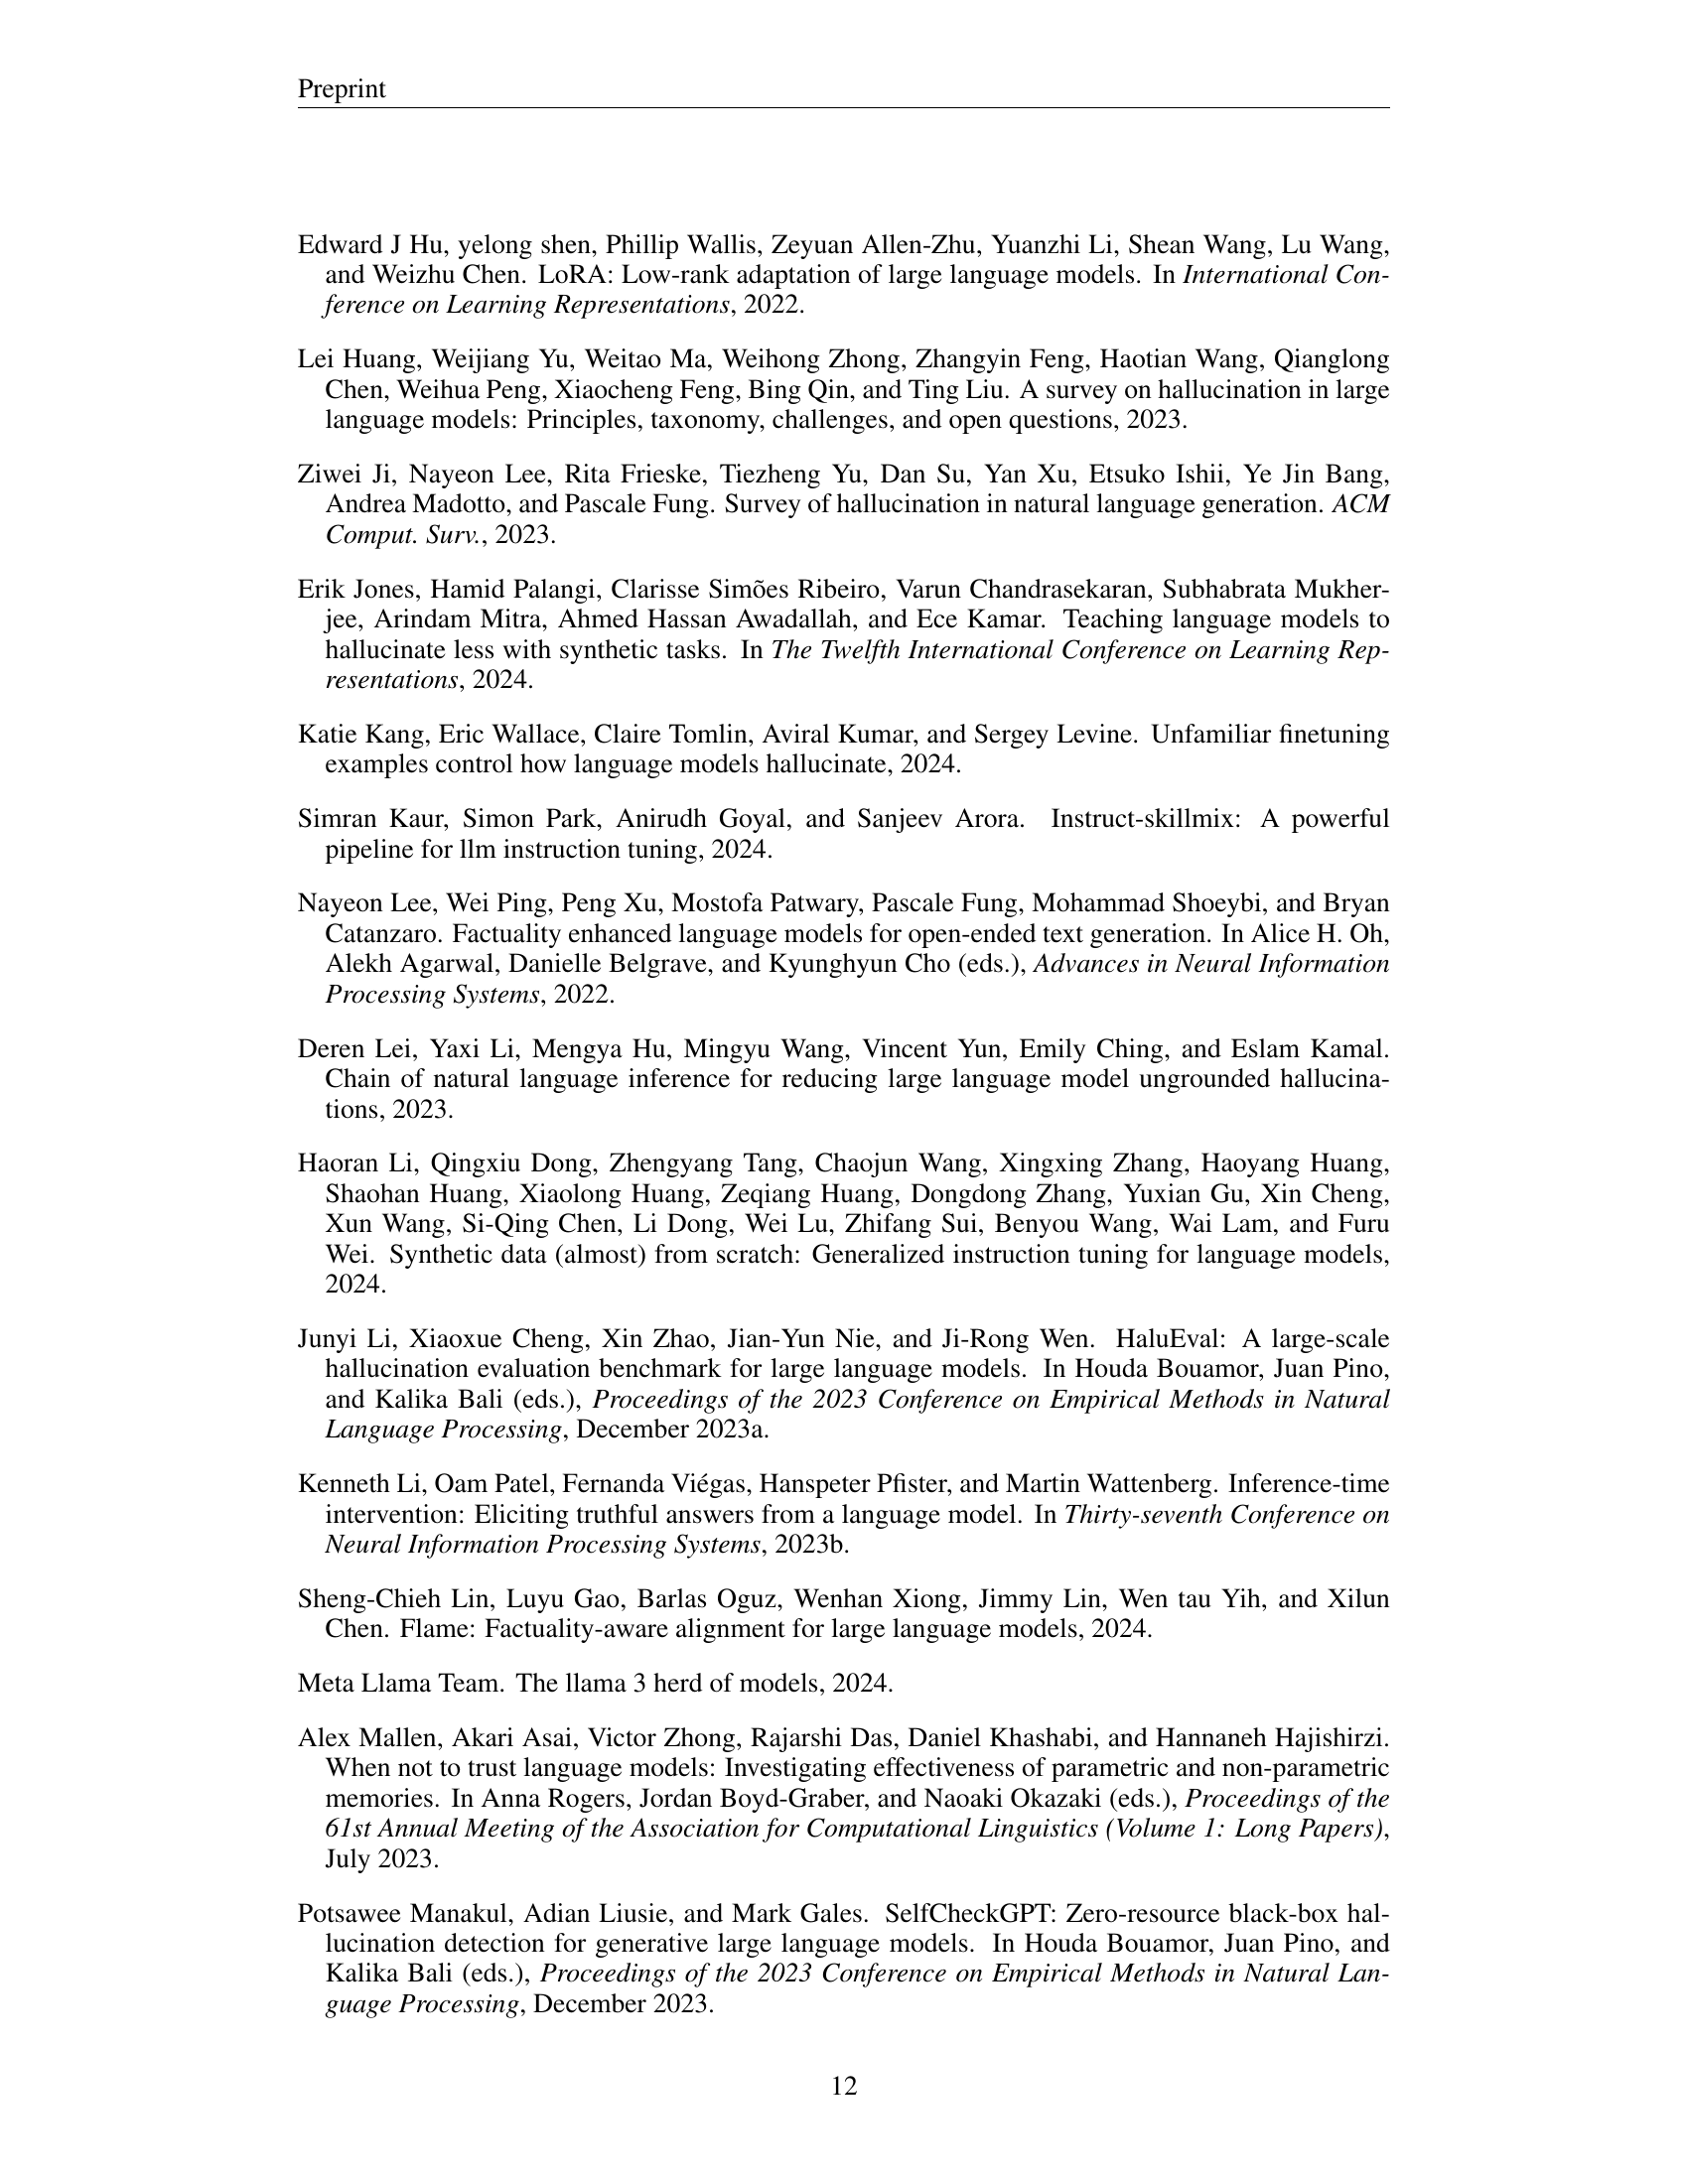 Preprint
Edward J Hu, yelong shen, Phillip Wallis, Zeyuan Allen-Zhu, Yuanzhi Li, Shean Wang, Lu Wang,
and Weizhu Chen. LoRA: Low-rank adaptation of large language models. In International Con-
ference on Learning Representations, 2022.
Lei Huang, Weijiang Yu, Weitao Ma, Weihong Zhong, Zhangyin Feng, Haotian Wang, Qianglong
Chen, Weihua Peng, Xiaocheng Feng, Bing Qin, and Ting Liu. A survey on hallucination in large
language models: Principles, taxonomy, challenges, and open questions, 2023.
Ziwei Ji, Nayeon Lee, Rita Frieske, Tiezheng Yu, Dan Su, Yan Xu, Etsuko Ishii, Ye Jin Bang,
Andrea Madotto, and Pascale Fung. Survey of hallucination in natural language generation. ACM
Comput. Surv., 2023.
Erik Jones, Hamid Palangi, Clarisse Simões Ribeiro, Varun Chandrasekaran, Subhabrata Mukher-
jee, Arindam Mitra, Ahmed Hassan Awadallah, and Ece Kamar. Teaching language models to
hallucinate less with synthetic tasks. In The Twelfth International Conference on Learning Rep-
resentations, 2024.
Katie Kang, Eric Wallace, Claire Tomlin, Aviral Kumar, and Sergey Levine. Unfamiliar finetuning
examples control how language models hallucinate, 2024.
Simran Kaur, Simon Park, Anirudh Goyal, and Sanjeev Arora. Instruct-skillmix: A powerful
pipeline for llm instruction tuning, 2024.
Nayeon Lee, Wei Ping, Peng Xu, Mostofa Patwary, Pascale Fung, Mohammad Shoeybi, and Bryan
Catanzaro. Factuality enhanced language models for open-ended text generation. In Alice H. Oh,
Alekh Agarwal, Danielle Belgrave, and Kyunghyun Cho (eds.), Advances in Neural Information
Processing Systems, 2022.
Deren Lei, Yaxi Li, Mengya Hu, Mingyu Wang, Vincent Yun, Emily Ching, and Eslam Kamal.
Chain of natural language inference for reducing large language model ungrounded hallucina-
tions, 2023.
Haoran Li, Qingxiu Dong, Zhengyang Tang, Chaojun Wang, Xingxing Zhang, Haoyang Huang,
Shaohan Huang, Xiaolong Huang, Zeqiang Huang, Dongdong Zhang, Yuxian Gu, Xin Cheng,
Xun Wang, Si-Qing Chen, Li Dong, Wei Lu, Zhifang Sui, Benyou Wang, Wai Lam, and Furu
Wei. Synthetic data (almost) from scratch: Generalized instruction tuning for language models,
2024.
Junyi Li, Xiaoxue Cheng, Xin Zhao, Jian-Yun Nie, and Ji-Rong Wen. HaluEval: A large-scale
hallucination evaluation benchmark for large language models. In Houda Bouamor, Juan Pino,
and Kalika Bali (eds.), Proceedings of the 2023 Conference on Empirical Methods in Natural
Language Processing, December 2023a.
Kenneth Li, Oam Patel, Fernanda Viégas, Hanspeter Pfister, and Martin Wattenberg. Inference-time
intervention: Eliciting truthful answers from a language model. In Thirty-seventh Conference on
Neural Information Processing Systems, 2023b.
Sheng-Chieh Lin, Luyu Gao, Barlas Oguz, Wenhan Xiong, Jimmy Lin, Wen tau Yih, and Xilun
Chen. Flame: Factuality-aware alignment for large language models, 2024.
Meta Llama Team. The llama 3 herd of models, 2024.
Alex Mallen, Akari Asai, Victor Zhong, Rajarshi Das, Daniel Khashabi, and Hannaneh Hajishirzi.
When not to trust language models: Investigating effectiveness of parametric and non-parametric
memories. In Anna Rogers, Jordan Boyd-Graber, and Naoaki Okazaki (eds.), Proceedings of the
61st Annual Meeting of the Association for Computational Linguistics (Volume 1: Long Papers),
July 2023.
Potsawee Manakul, Adian Liusie, and Mark Gales. SelfCheckGPT: Zero-resource black-box hal-
lucination detection for generative large language models. In Houda Bouamor, Juan Pino, and
Kalika Bali (eds.), Proceedings of the 2023 Conference on Empirical Methods in Natural Lan-
guage Processing, December 2023.
12